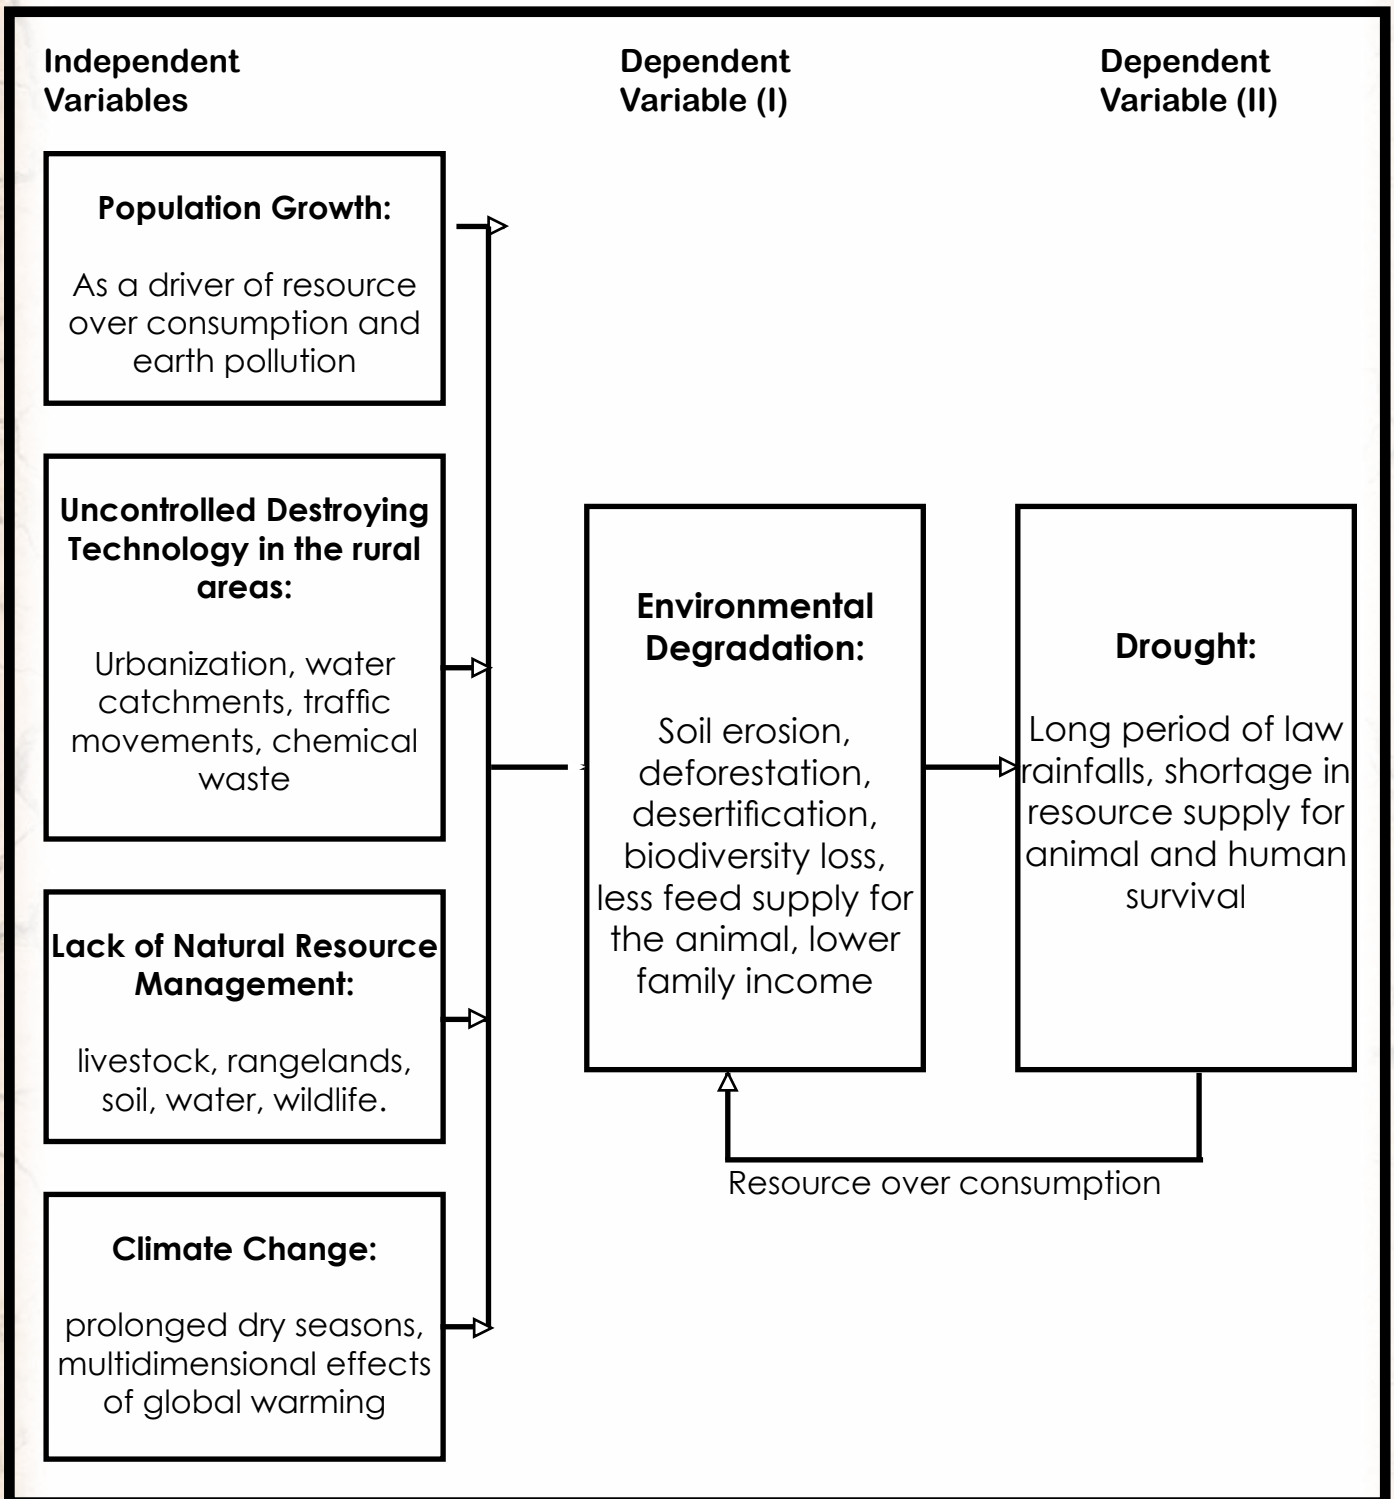 Independent
Variables
Dependent
Variable (I)
Dependent
Variable (II)
Population Growth:
As a driver of resource
over consumption and
earth pollution
Uncontrolled Destroying
Technology in the rural
areas:
Urbanization, water
catchments, traffic
movements, chemical
waste
Lack of Natural Resource
Management:
livestock, rangelands,
soil, water, wildlife.
Climate Change:
prolonged dry seasons,
multidimensional effects
of global warming
Environmental
Degradation:
Soil erosion,
deforestation,
desertification,
biodiversity loss,
less feed supply for
the animal, lower
family income
Drought:
Long period of law
rainfalls, shortage in
resource supply for
animal and human
survival
Resource over consumption